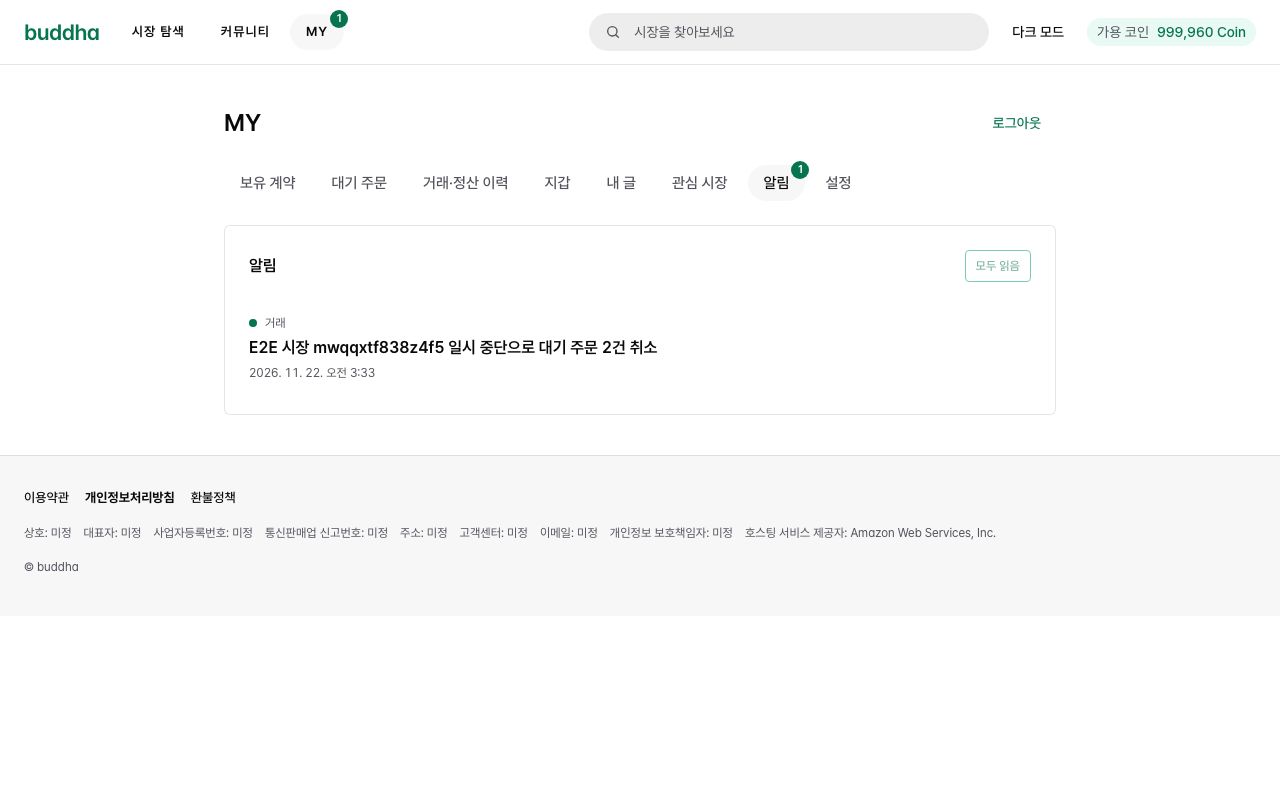 buddha 시장 탐색 커뮤니티 MY 1 시장을 찾아보세요 다크 모드 가용 코인 999,960 Coin
MY 로그아웃
보유 계약 대기 주문 거래·정산 이력 지갑 내 글 관심 시장 알림 1 설정
알림 모두 읽음
거래
E2E 시장 mwqqxtf838z4f5 일시 중단으로 대기 주문 2건 취소
2026. 11. 22. 오전 3:33
이용약관 개인정보처리방침 환불정책
상호: 미정 대표자: 미정 사업자등록번호: 미정 통신판매업 신고번호: 미정 주소: 미정 고객센터: 미정 이메일: 미정 개인정보 보호책임자: 미정 호스팅 서비스 제공자: Amazon Web Services, Inc.
© buddha